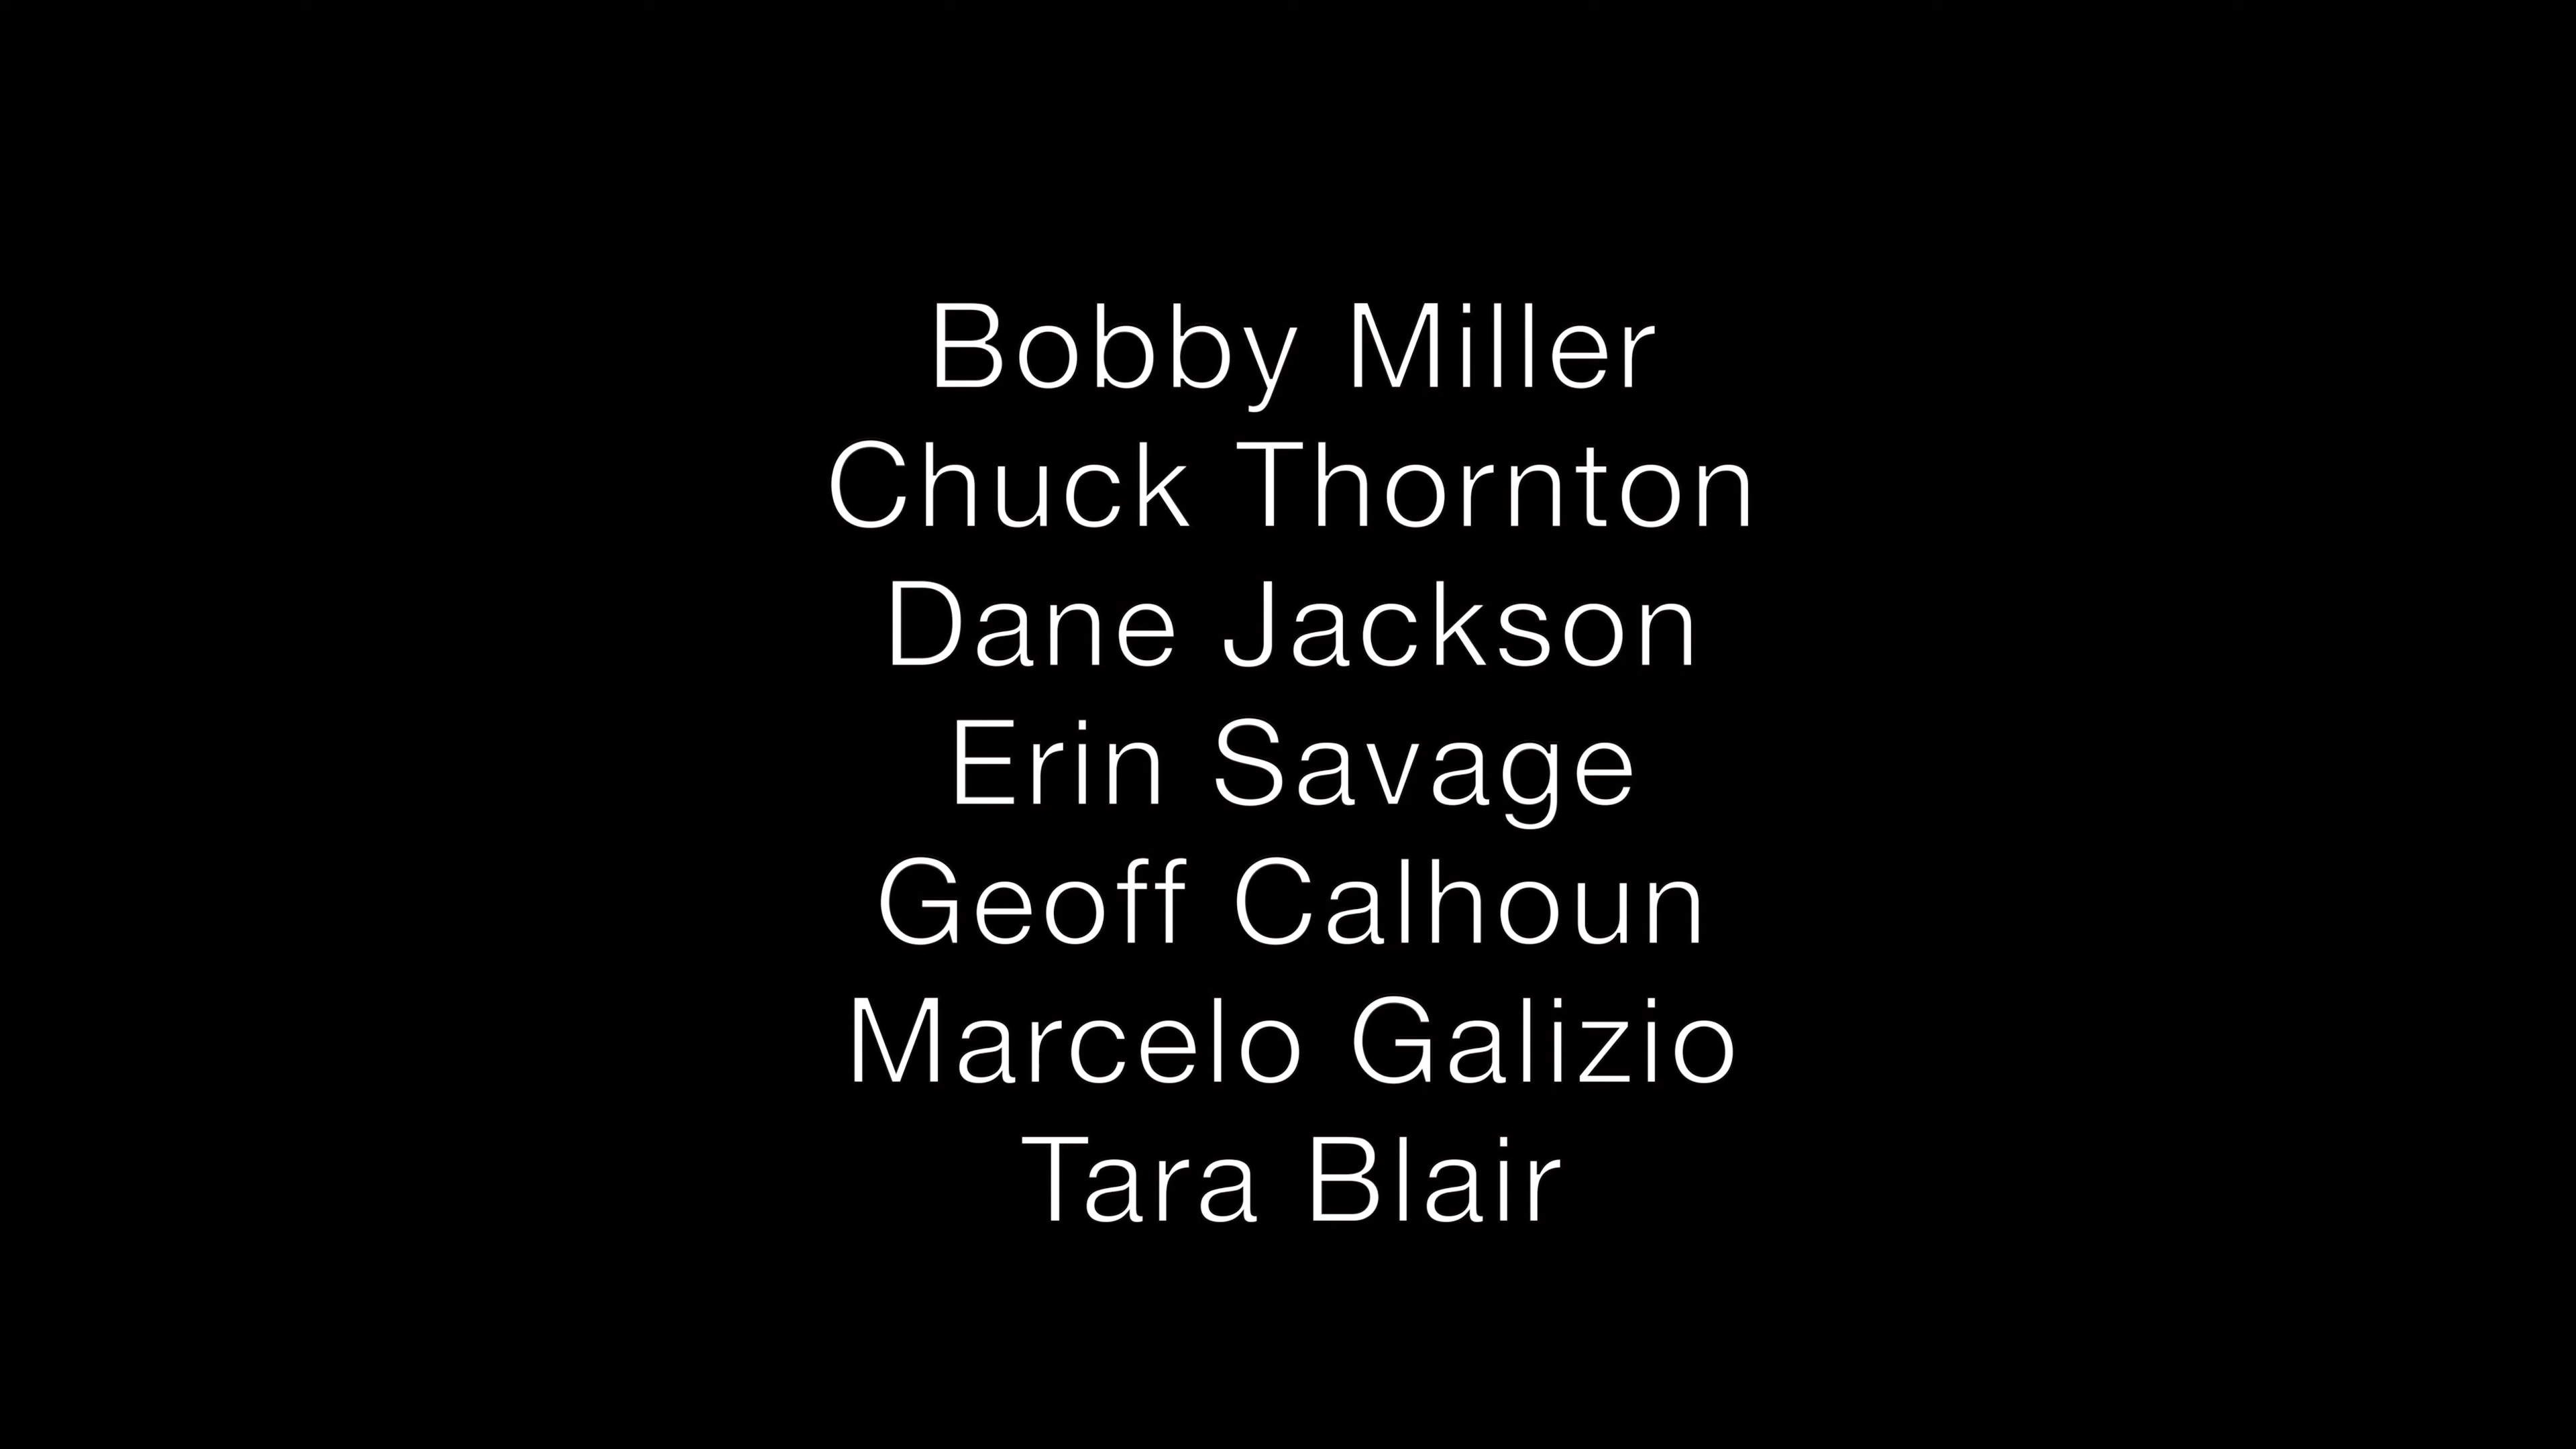 Bobby Miller
Chuck Thornton
Dane Jackson
Erin Savage
Geoff Calhoun
Marcelo Galizio
Tara Blair